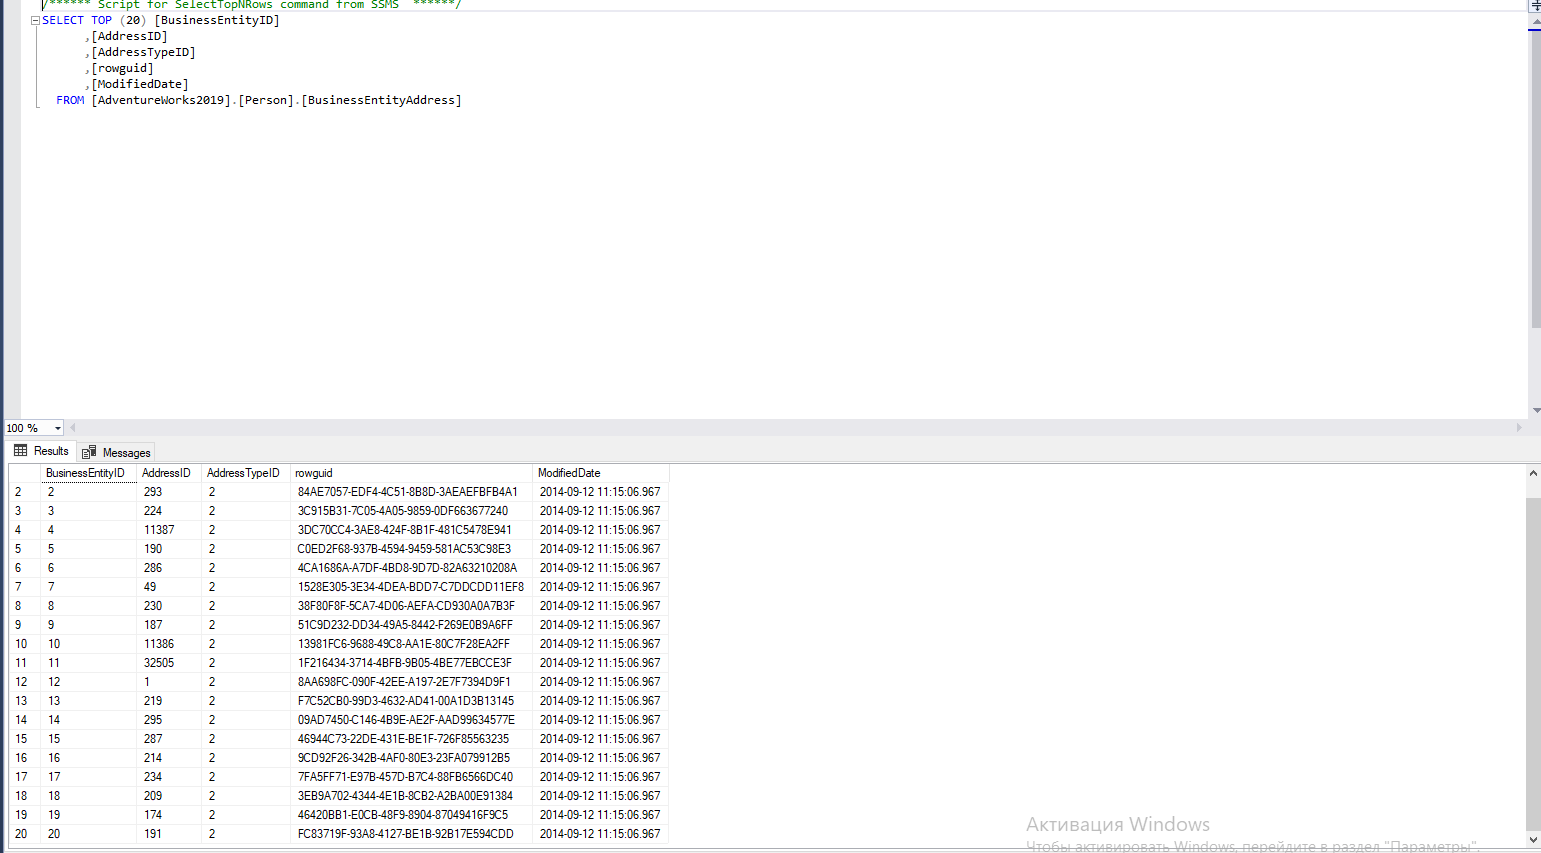 /****** Script for SelectTopNRows command from SSMS ******/
SELECT TOP (20) [BusinessEntityID]
,[AddressID]
,[AddressTypeID]
,[rowguid]
,[ModifiedDate]
FROM [AdventureWorks2019].[Person].[BusinessEntityAddress]
100 %
Results Messages
BusinessEntityID AddressID AddressTypeID rowguid ModifiedDate
2 2 293 2 84AE7057-EDF4-4C51-8B8D-3AEAEFBFB4A1 2014-09-12 11:15:06.967
3 3 224 2 3C915B31-7C05-4A05-9859-0DF663677240 2014-09-12 11:15:06.967
4 4 11387 2 3DC70CC4-3AE8-424F-8B1F-481C5478E941 2014-09-12 11:15:06.967
5 5 190 2 C0ED2F68-937B-4594-9459-581AC53C98E3 2014-09-12 11:15:06.967
6 6 286 2 4CA1686A-A7DF-4BD8-9D7D-82A63210208A 2014-09-12 11:15:06.967
7 7 49 2 1528E305-3E34-4DEA-BDD7-C7DDCDD11EF8 2014-09-12 11:15:06.967
8 8 230 2 38F80F8F-5CA7-4D06-AEFA-CD930A0A7B3F 2014-09-12 11:15:06.967
9 9 187 2 51C9D232-DD34-49A5-8442-F269E0B9A6FF 2014-09-12 11:15:06.967
10 10 11386 2 13981FC6-9688-49C8-AA1E-80C7F28EA2FF 2014-09-12 11:15:06.967
11 11 32505 2 1F216434-3714-4BFB-9B05-4BE77EBCCE3F 2014-09-12 11:15:06.967
12 12 1 2 8AA698FC-090F-42EE-A197-2E7F7394D9F1 2014-09-12 11:15:06.967
13 13 219 2 F7C52CB0-99D3-4632-AD41-00A1D3B13145 2014-09-12 11:15:06.967
14 14 295 2 09AD7450-C146-4B9E-AE2F-AAD99634577E 2014-09-12 11:15:06.967
15 15 287 2 46944C73-22DE-431E-BE1F-726F85563235 2014-09-12 11:15:06.967
16 16 214 2 9CD92F26-342B-4AF0-80E3-23FA079912B5 2014-09-12 11:15:06.967
17 17 234 2 7FA5FF71-E97B-457D-B7C4-88FB6566DC40 2014-09-12 11:15:06.967
18 18 209 2 3EB9A702-4344-4E1B-8CB2-A2BA00E91384 2014-09-12 11:15:06.967
19 19 174 2 46420BB1-E0CB-48F9-8904-87049416F9C5 2014-09-12 11:15:06.967
20 20 191 2 FC83719F-93A8-4127-BE1B-92B17E594CDD 2014-09-12 11:15:06.967
Активация Windows
Чтобы активировать Windows, перейдите в раздел "Параметры".